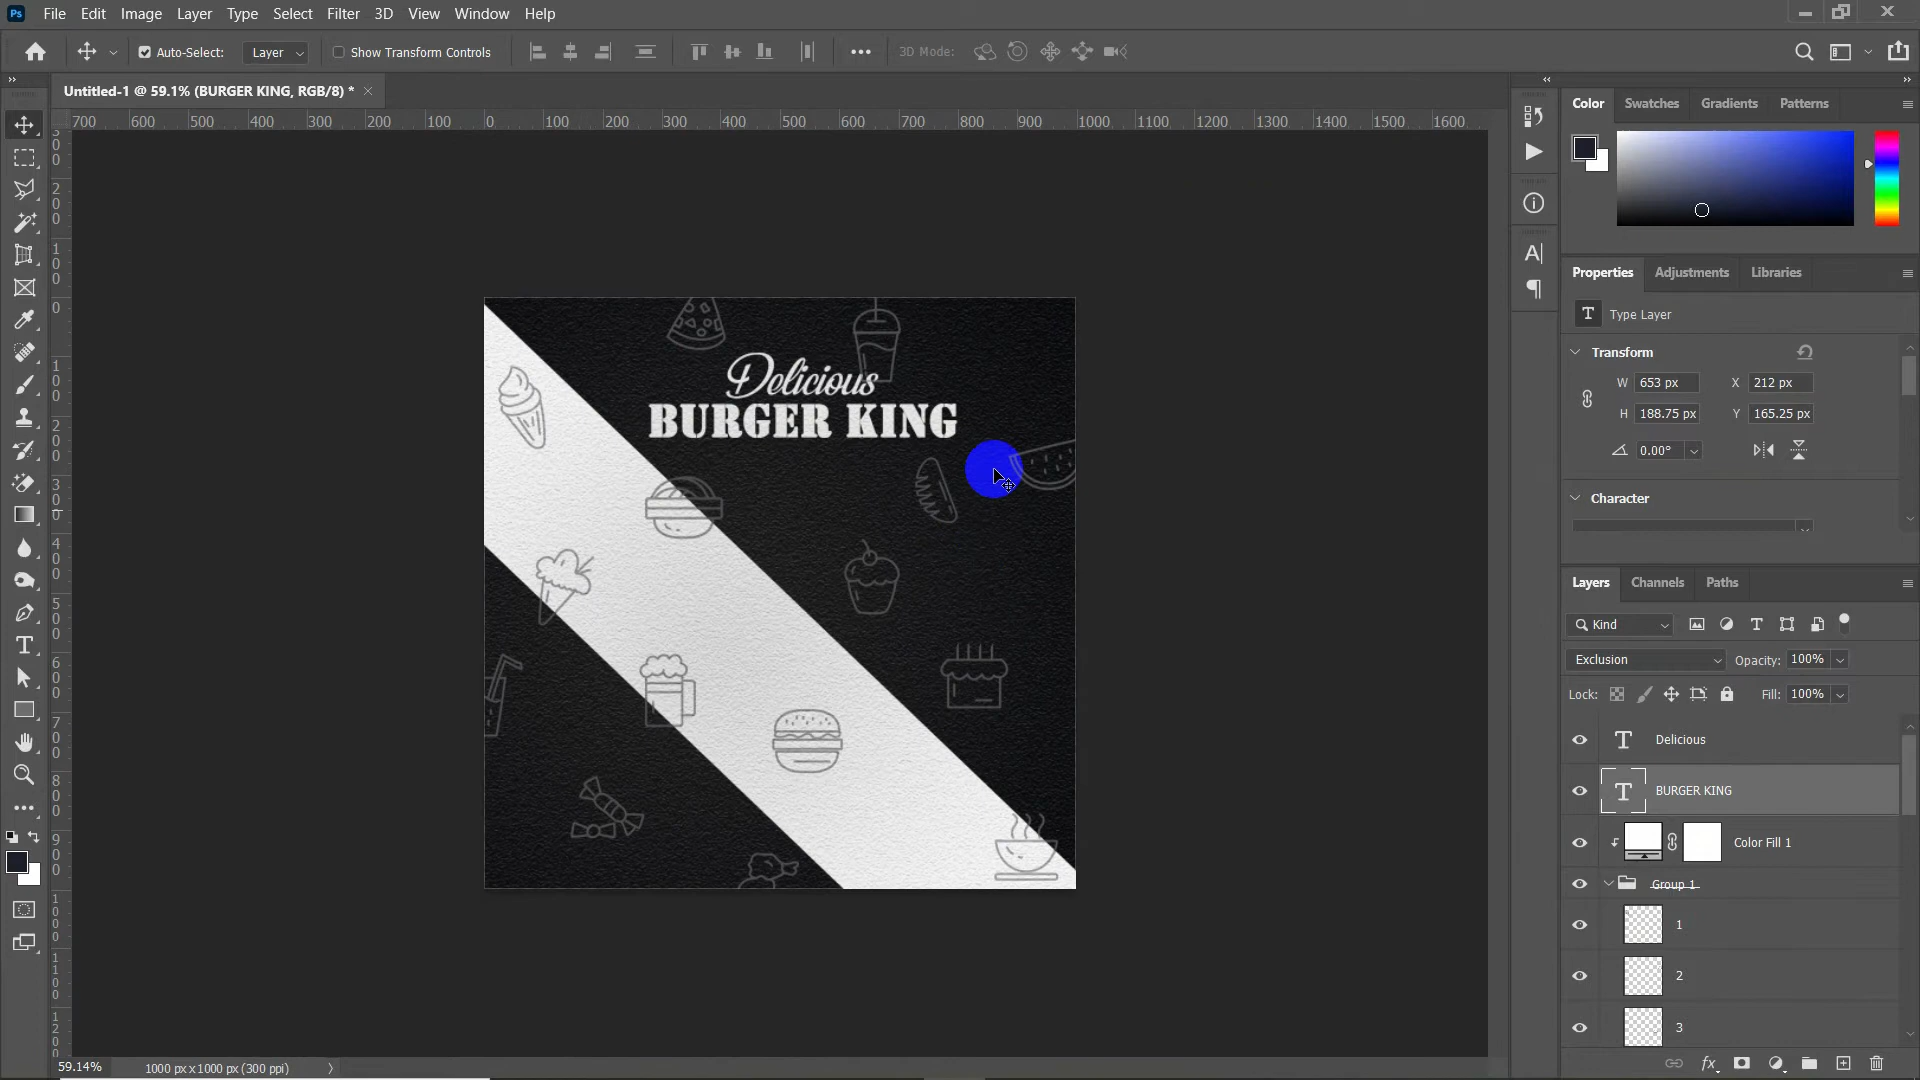 Ps File Edit Image Layer Type Select Filter 3D View Window Help
Auto-Select: Layer Show Transform Controls 3D Mode:
Untitled-1 @ 59.1% (BURGER KING, RGB/8) *
700 600 500 400 300 200 100 0 100 200 300 400 500 600 700 800 900 1000 1100 1200 1300 1400 1500 1600
Delicious
BURGER KING
Color Swatches Gradients Patterns
Properties Adjustments Libraries
T Type Layer
Transform
W 653 px X 212 px
H 188.75 px Y 165.25 px
0.00°
Character
Layers Channels Paths
Kind
Exclusion Opacity: 100%
Lock: Fill: 100%
T Delicious
T BURGER KING
Color Fill 1
Group 1
1
2
3
fx
59.14% 1000 px x 1000 px (300 ppi)